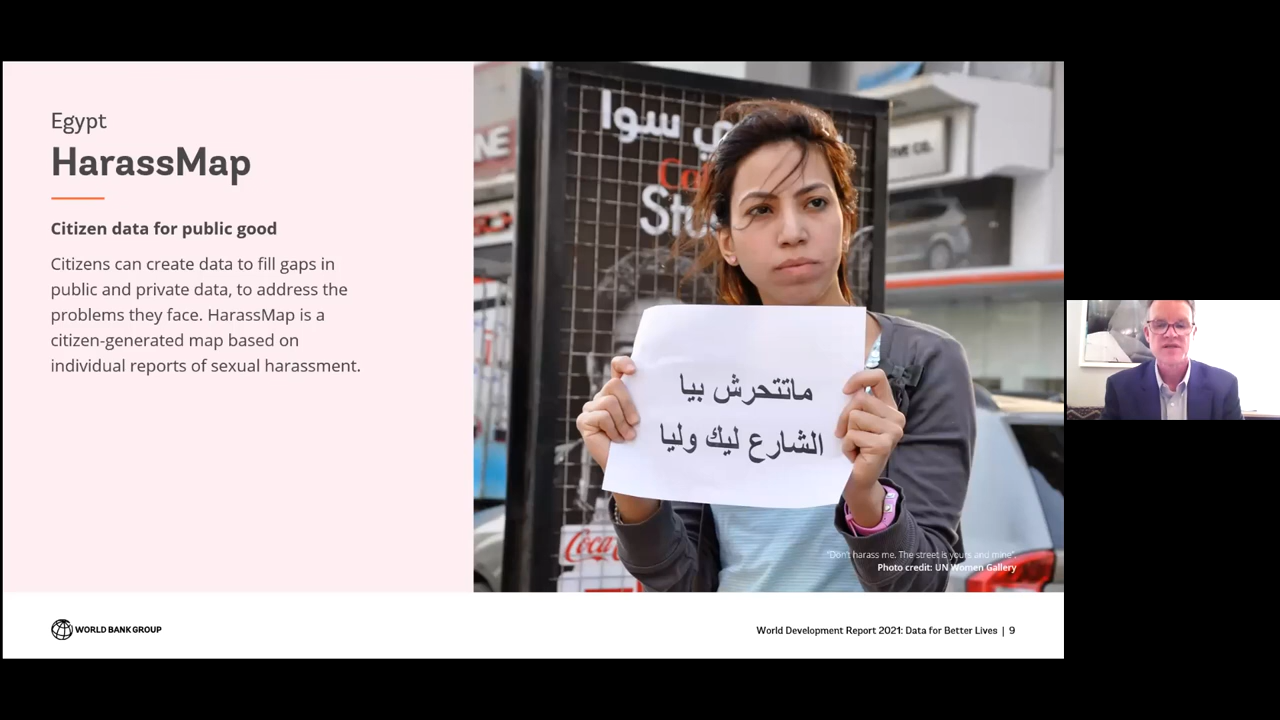 Egypt
HarassMap
Citizen data for public good
Citizens can create data to fill gaps in
public and private data, to address the
problems they face. HarassMap is a
citizen-generated map based on
individual reports of sexual harassment.
ماتتحرش بيا
الشارع ليك وليا
"Don't harass me. The street is yours and mine".
Photo credit: UN Women Gallery
WORLD BANK GROUP
World Development Report 2021: Data for Better Lives | 9